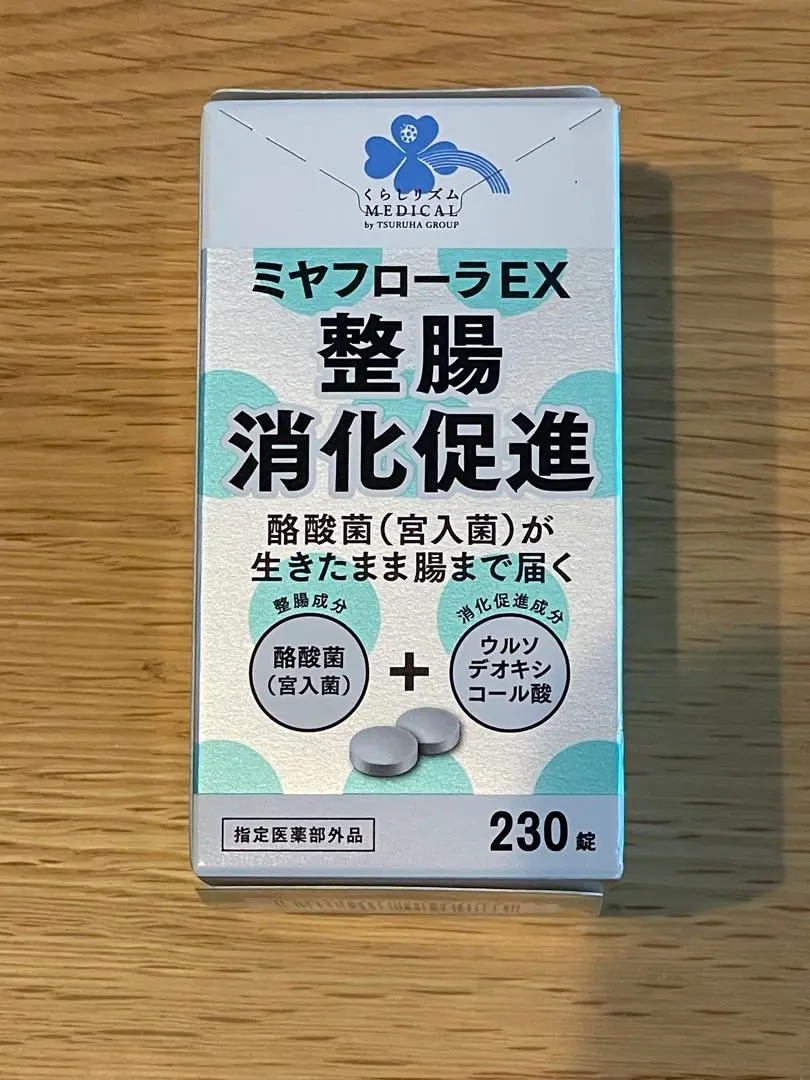 くらしリズム
MEDICAL
by TSURUHA GROUP
ミヤフローラEX
整腸
消化促進
酪酸菌(宮入菌)が
生きたまま腸まで届く
整腸成分
酪酸菌
(宮入菌)
+
消化促進成分
ウルソ
デオキシ
コール酸
指定医薬部外品
230錠